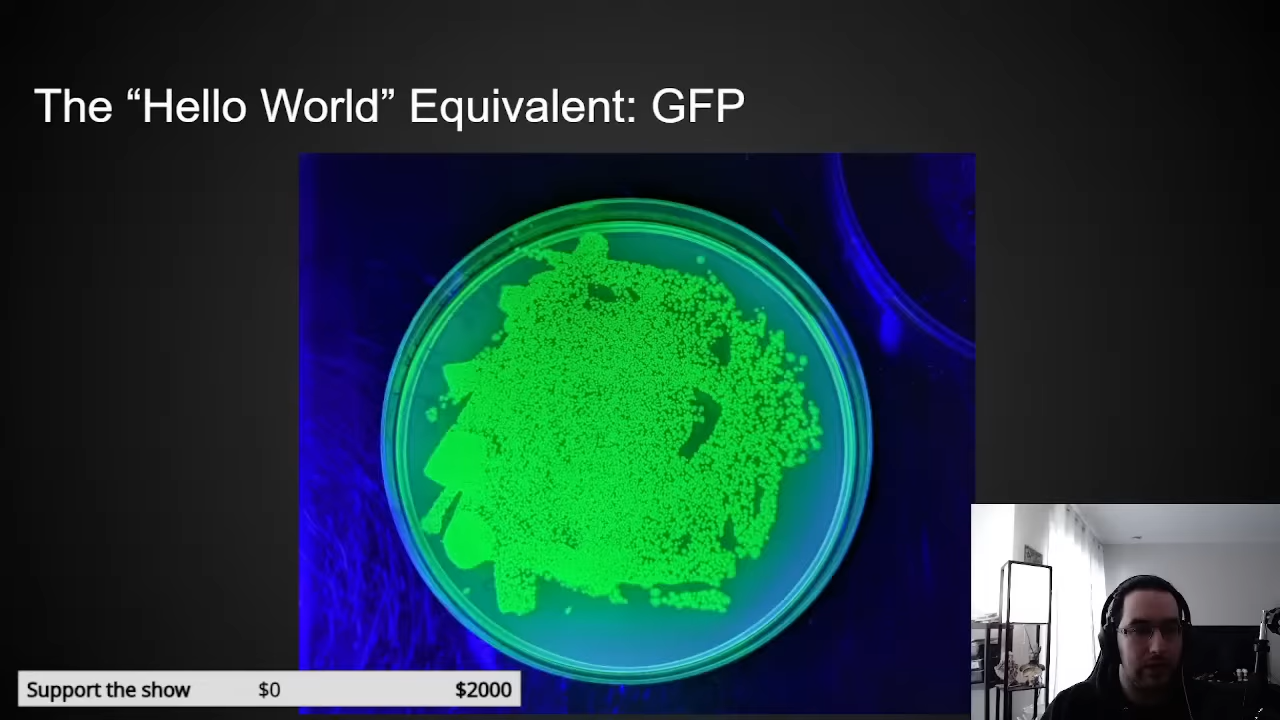 The “Hello World” Equivalent: GFP
Support the show $0 $2000